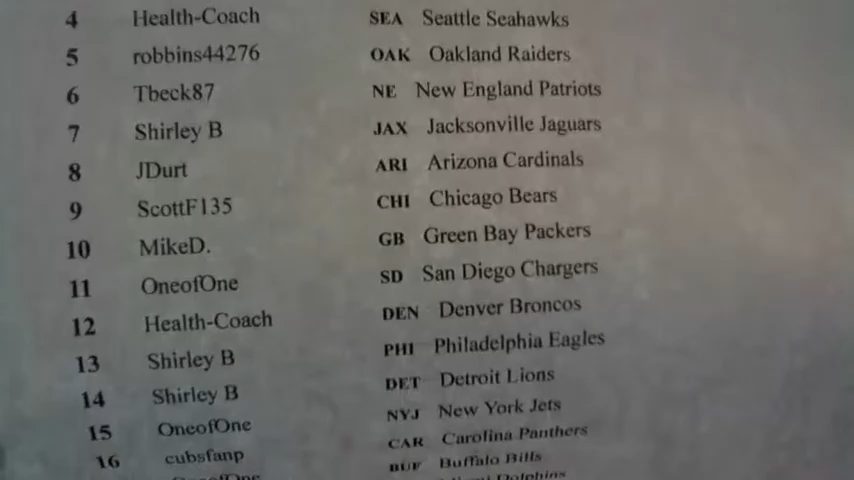 4 Health-Coach SEA Seattle Seahawks
5 robbins44276 OAK Oakland Raiders
6 Tbeck87 NE New England Patriots
7 Shirley B JAX Jacksonville Jaguars
8 JDurt ARI Arizona Cardinals
9 ScottF135 CHI Chicago Bears
10 MikeD. GB Green Bay Packers
11 OneofOne SD San Diego Chargers
12 Health-Coach DEN Denver Broncos
13 Shirley B PHI Philadelphia Eagles
14 Shirley B DET Detroit Lions
15 OneofOne NYJ New York Jets
16 cubsfanp CAR Carolina Panthers
OneofOne BUF Buffalo Bills
Dolphins